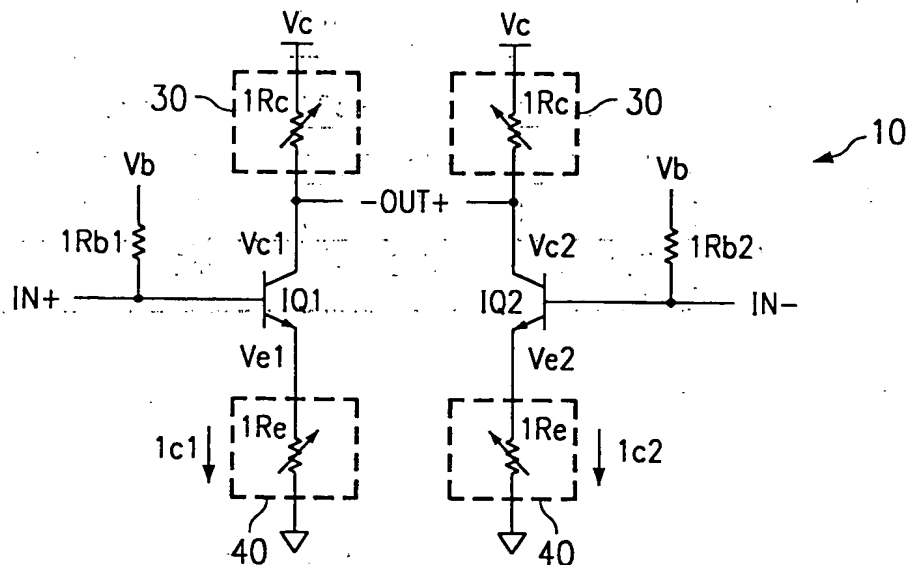 Vc Vc
30 1Rc 1Rc 30
10
Vb Vb
-OUT+
1Rb1 Vc1 Vc2 1Rb2
IN+ IQ1 IQ2 IN-
Ve1 Ve2
1Re 1Re
1c1 1c2
40 40